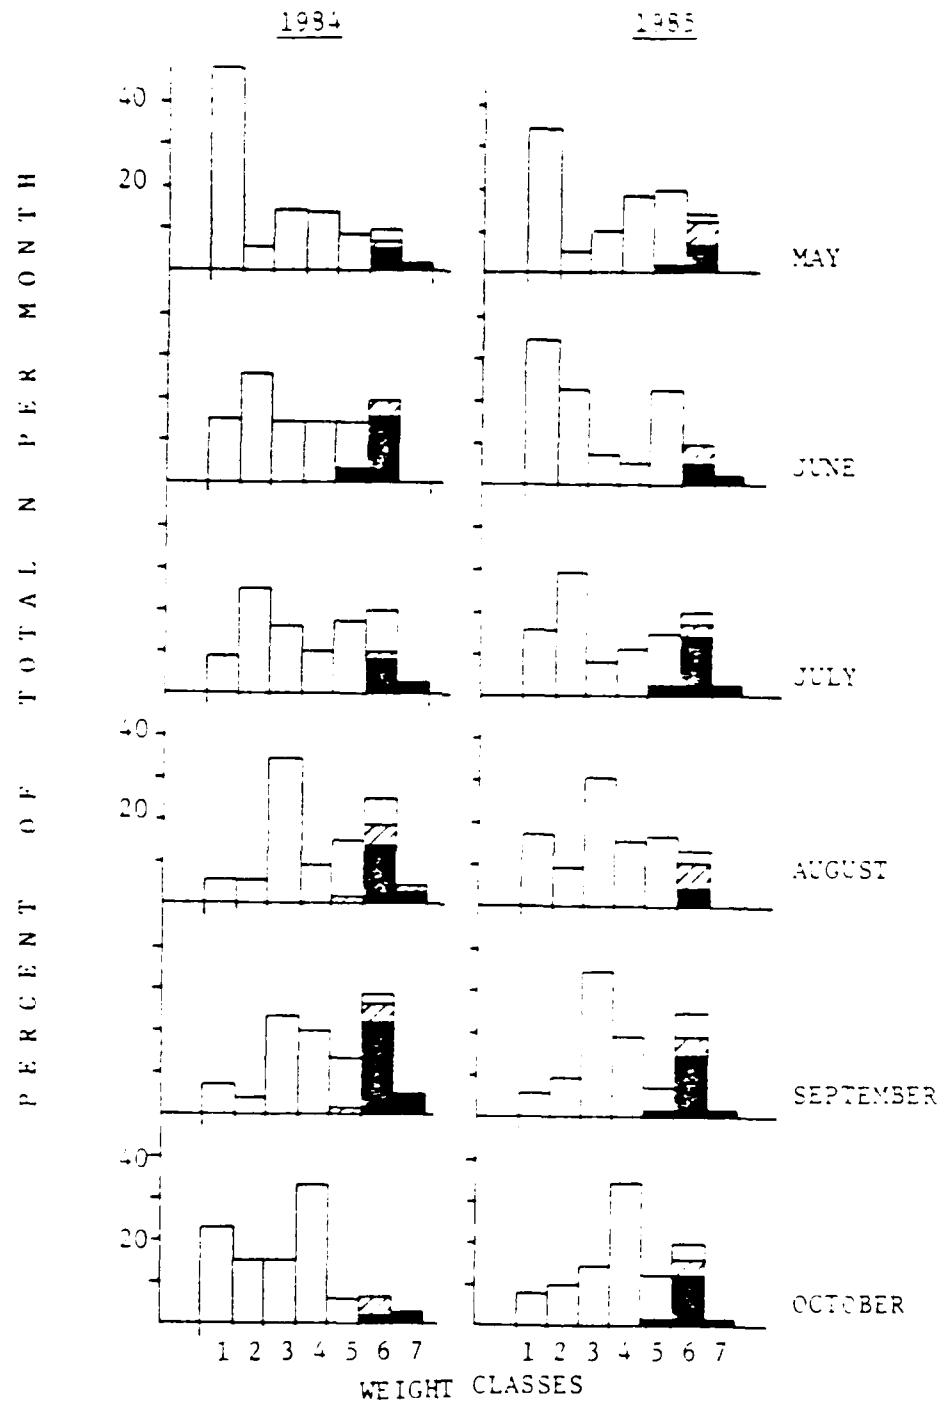 1984
1985
40
20
MAY
JUNE
JULY
40
20
AUGUST
SEPTEMBER
40
20
OCTOBER
1 2 3 4 5 6 7
1 2 3 4 5 6 7
WEIGHT CLASSES
PERCENT OF TOTAL N PER MONTH